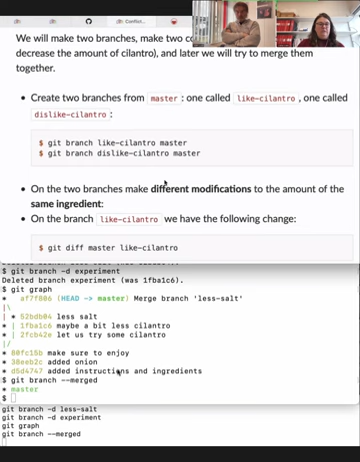 Conflict...
We will make two branches, make two co
decrease the amount of cilantro), and later we will try to merge them
together.
• Create two branches from master : one called like-cilantro , one called
dislike-cilantro :
$ git branch like-cilantro master
$ git branch dislike-cilantro master
• On the two branches make different modifications to the amount of the
same ingredient:
• On the branch like-cilantro we have the following change:
$ git diff master like-cilantro
$ git branch -d experiment
Deleted branch experiment (was 1fba1c6).
$ git graph
*   af7f886 (HEAD -> master) Merge branch 'less-salt'
|\
| * 52bdb04 less salt
* | 1fba1c6 maybe a bit less cilantro
* | 2fcb42e let us try some cilantro
|/
* 80fc15b make sure to enjoy
* 38eeb2c added onion
* d5d4747 added instructions and ingredients
$ git branch --merged
* master
$
git branch -d less-salt
git branch -d experiment
git graph
git branch --merged